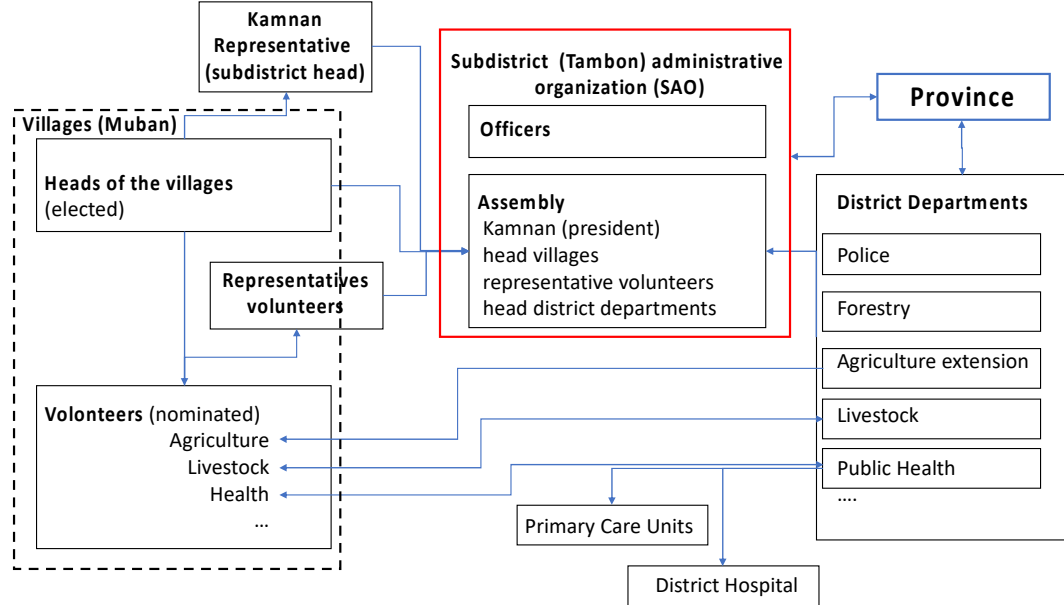 Kamnan
Representative
(subdistrict head)
Villages (Muban)
Heads of the villages
(elected)
Representatives
volunteers
Volonteers (nominated)
Agriculture
Livestock
Health
...
Subdistrict (Tambon) administrative
organization (SAO)
Officers
Assembly
Kamnan (president)
head villages
representative volunteers
head district departments
Province
District Departments
Police
Forestry
Agriculture extension
Livestock
Public Health
....
Primary Care Units
District Hospital